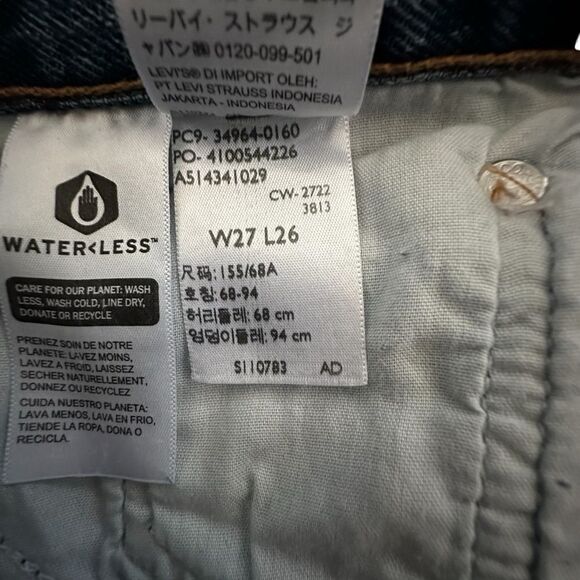 リーバイ・ストラウス ジ
ャパン㈱ 0120-099-501
LEVI'S® DI IMPORT OLEH:
PT LEVI STRAUSS INDONESIA
JAKARTA - INDONESIA
PC9- 34964-0160
PO- 4100544226
A514341029
CW-2722
3813
W27 L26
尺码: 155/68A
호칭: 68-94
허리둘레: 68 cm
엉덩이둘레: 94 cm
S110783 AD
WATER<LESS™
CARE FOR OUR PLANET: WASH
LESS, WASH COLD, LINE DRY,
DONATE OR RECYCLE
PRENEZ SOIN DE NOTRE
PLANETE: LAVEZ MOINS,
LAVEZ A FROID, LAISSEZ
SECHER NATURELLEMENT,
DONNEZ OU RECYCLEZ
CUIDA NUESTRO PLANETA:
LAVA MENOS, LAVA EN FRIO,
TIENDE LA ROPA, DONA O
RECICLA.